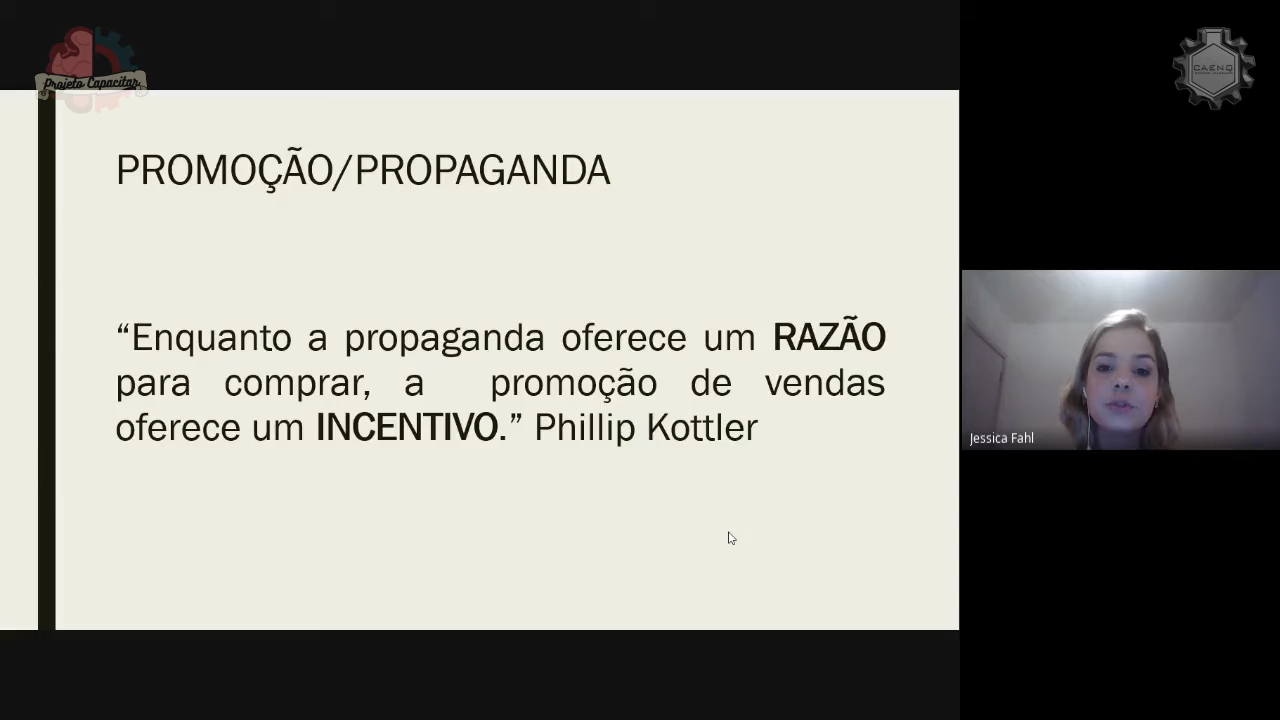 Projeto Capacitar
CAENQ
PROMOÇÃO/PROPAGANDA
“Enquanto a propaganda oferece um RAZÃO
para comprar, a promoção de vendas
oferece um INCENTIVO.” Phillip Kottler
Jessica Fahl